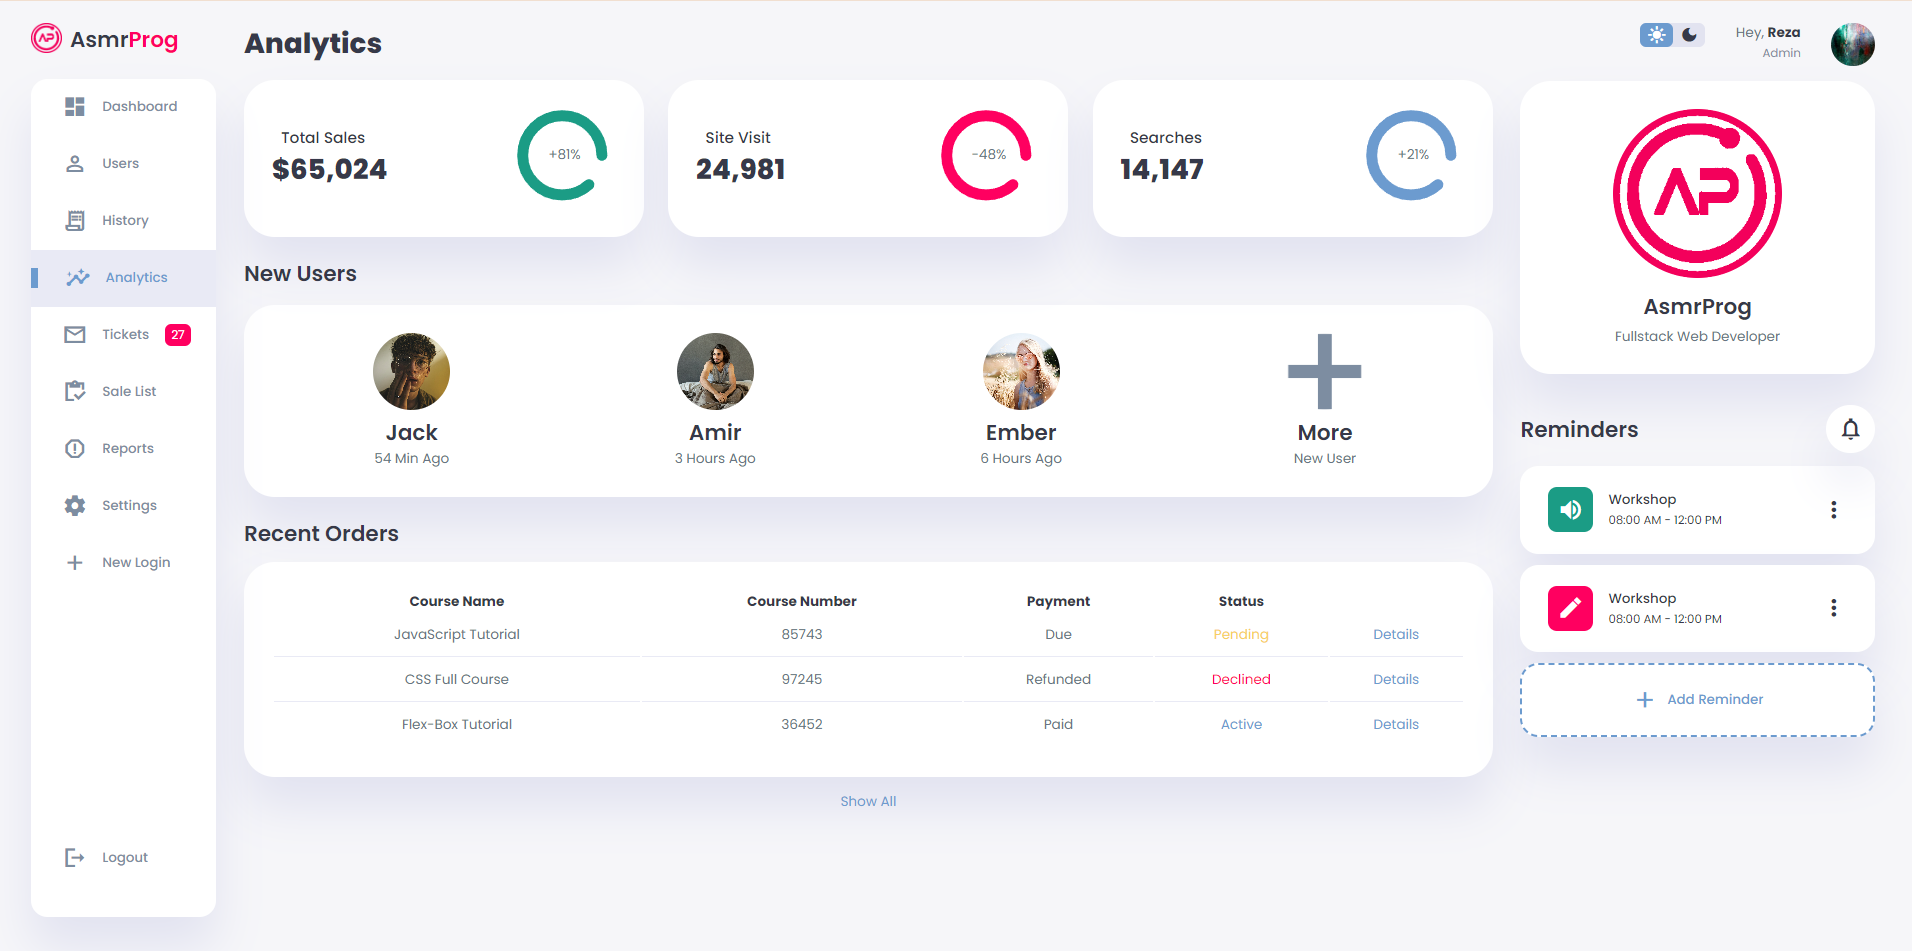 AsmrProg
Dashboard
Users
History
Analytics
Tickets 27
Sale List
Reports
Settings
New Login
Logout
Analytics
Total Sales
$65,024
+81%
Site Visit
24,981
-48%
Searches
14,147
+21%
New Users
Jack
54 Min Ago
Amir
3 Hours Ago
Ember
6 Hours Ago
More
New User
Recent Orders
Course Name Course Number Payment Status
JavaScript Tutorial 85743 Due Pending Details
CSS Full Course 97245 Refunded Declined Details
Flex-Box Tutorial 36452 Paid Active Details
Show All
Hey, Reza
Admin
AP
AsmrProg
Fullstack Web Developer
Reminders
Workshop
08:00 AM - 12:00 PM
Workshop
08:00 AM - 12:00 PM
Add Reminder